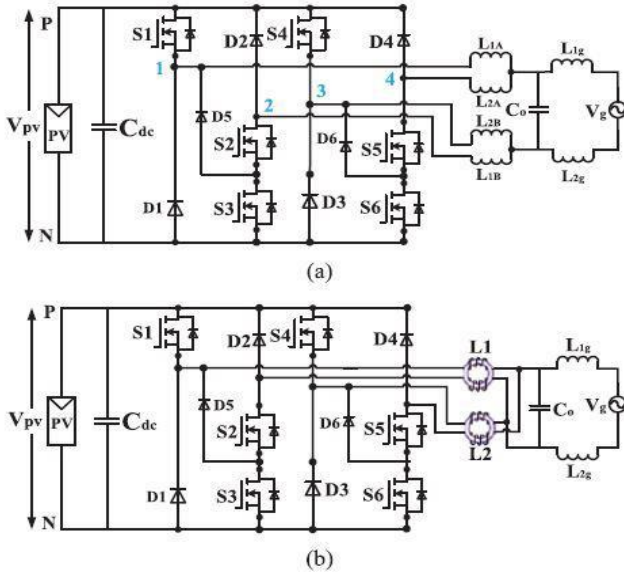 P
S1
D2
S4
D4
L1A
L1g
1
4
D5
2
3
L2A
Co
Vg
Vpv
PV
Cdc
S2
D6
S5
L2B
L1B
L2g
D1
S3
D3
S6
N
(a)
P
S1
D2
S4
D4
L1
L1g
D5
Vpv
PV
Cdc
S2
D6
S5
Co
Vg
L2
L2g
D1
S3
D3
S6
N
(b)